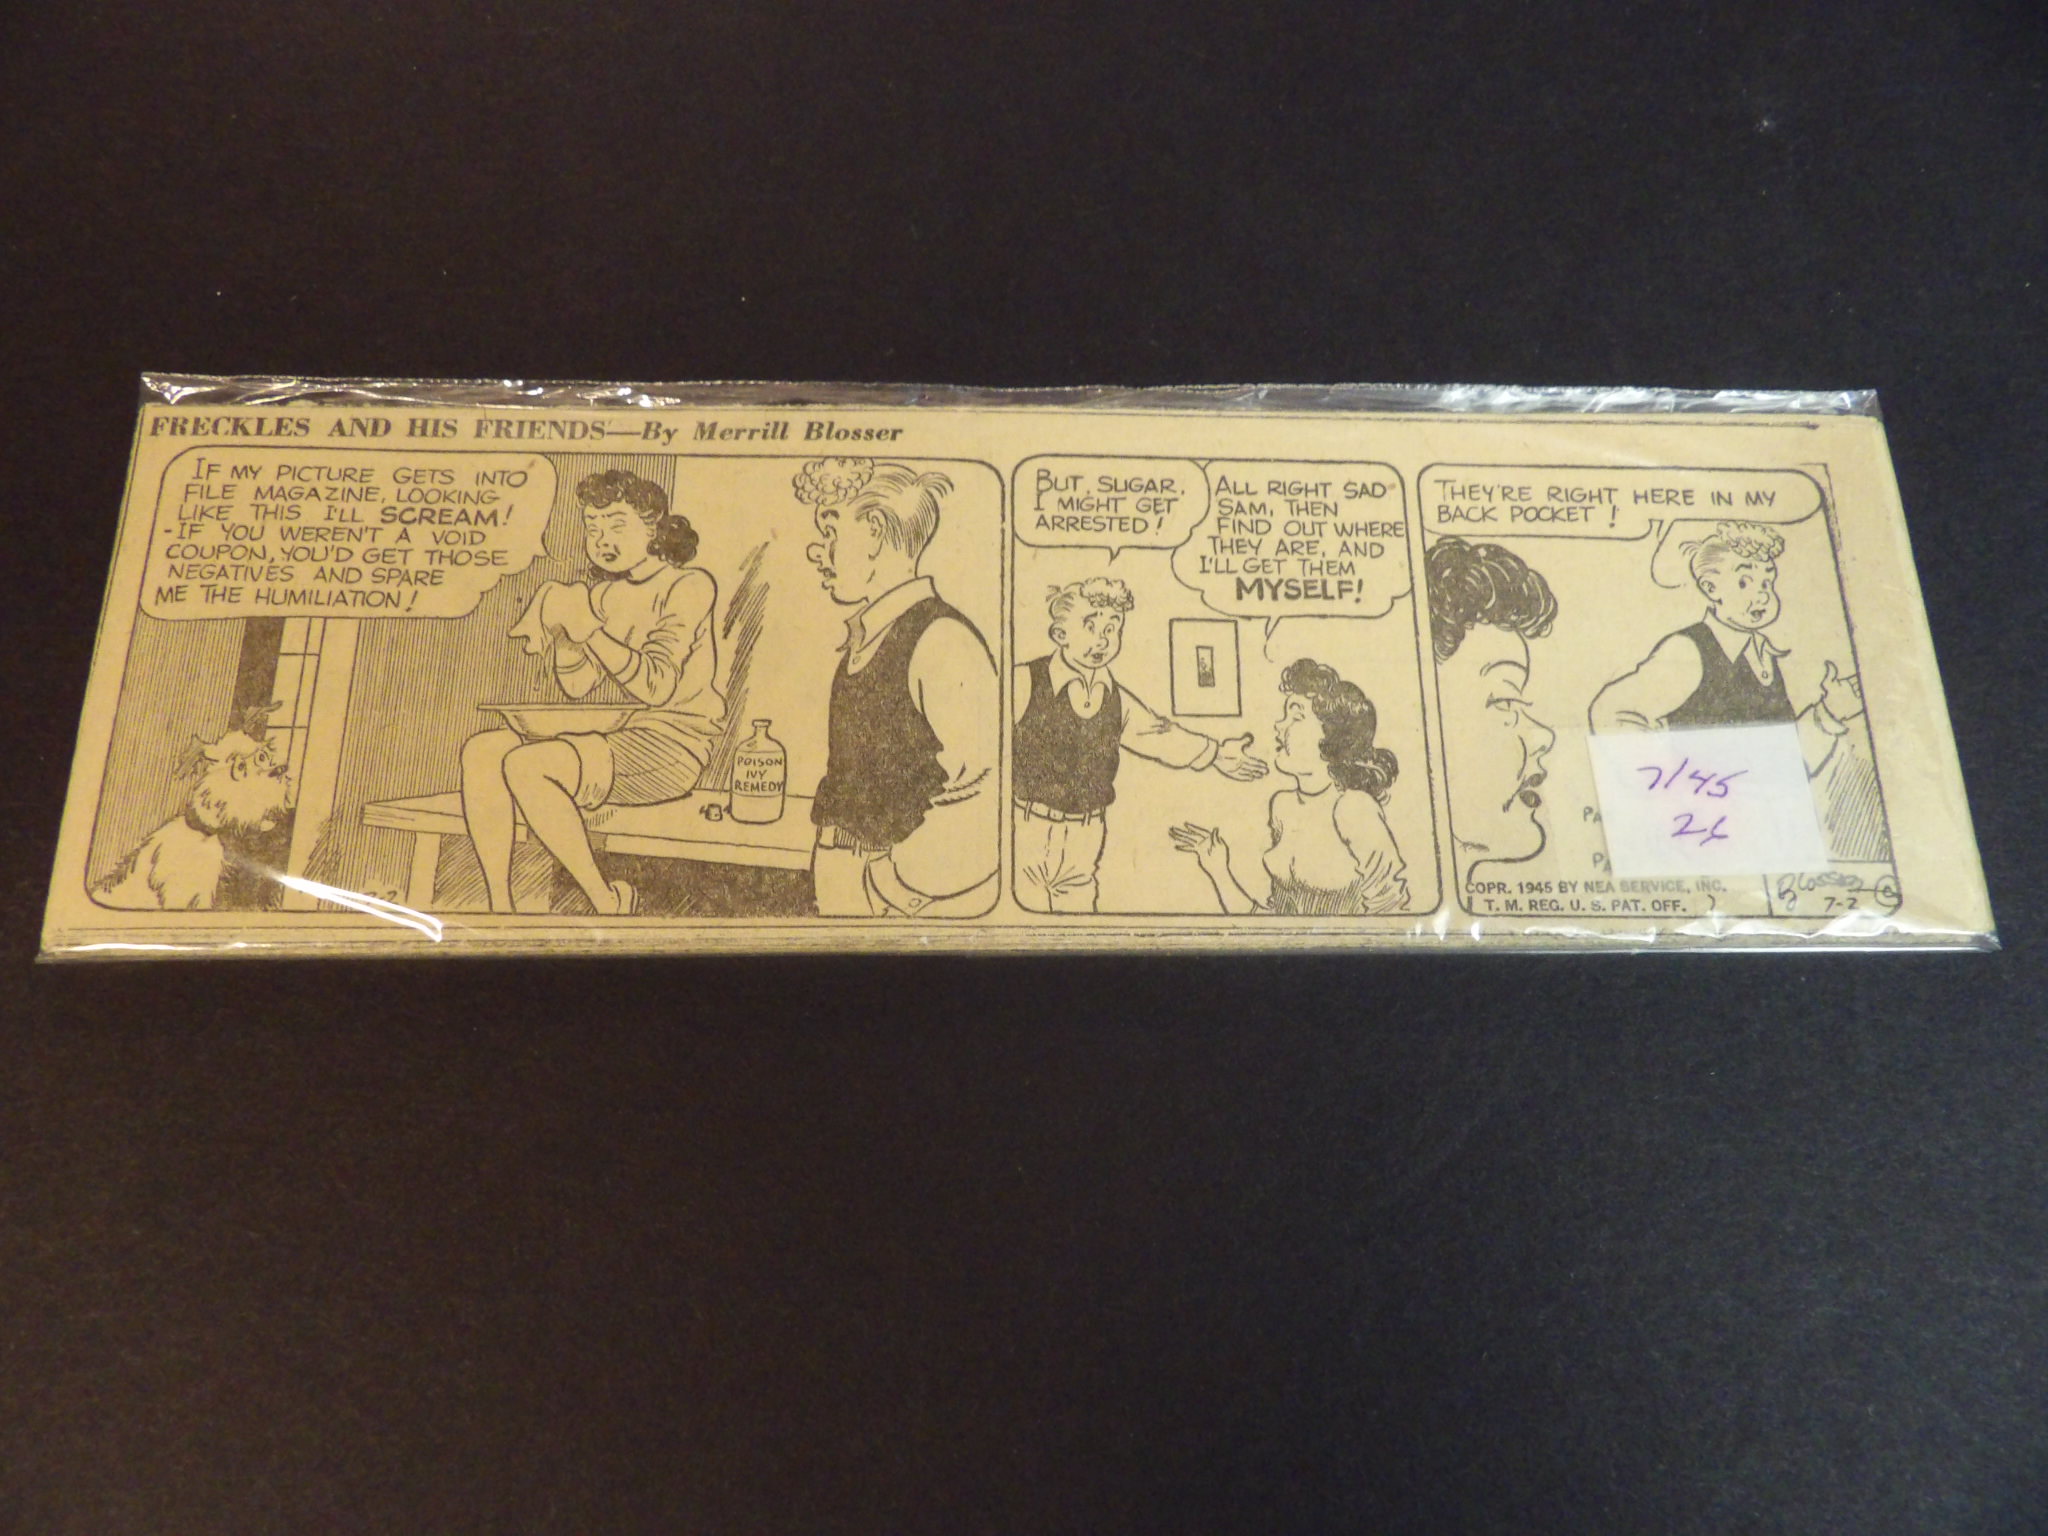 FRECKLES AND HIS FRIENDS—By Merrill Blosser
IF MY PICTURE GETS INTO
FILE MAGAZINE, LOOKING
LIKE THIS I'LL SCREAM!
-IF YOU WEREN'T A VOID
COUPON, YOU'D GET THOSE
NEGATIVES AND SPARE
ME THE HUMILIATION!
POISON
IVY
REMEDY
BUT, SUGAR,
I MIGHT GET
ARRESTED!
ALL RIGHT SAD
SAM, THEN
FIND OUT WHERE
THEY ARE, AND
I'LL GET THEM
MYSELF!
THEY'RE RIGHT HERE IN MY
BACK POCKET!
7/45
26
COPR. 1945 BY NEA SERVICE, INC.
T. M. REG. U. S. PAT. OFF.
Blosser
7-2